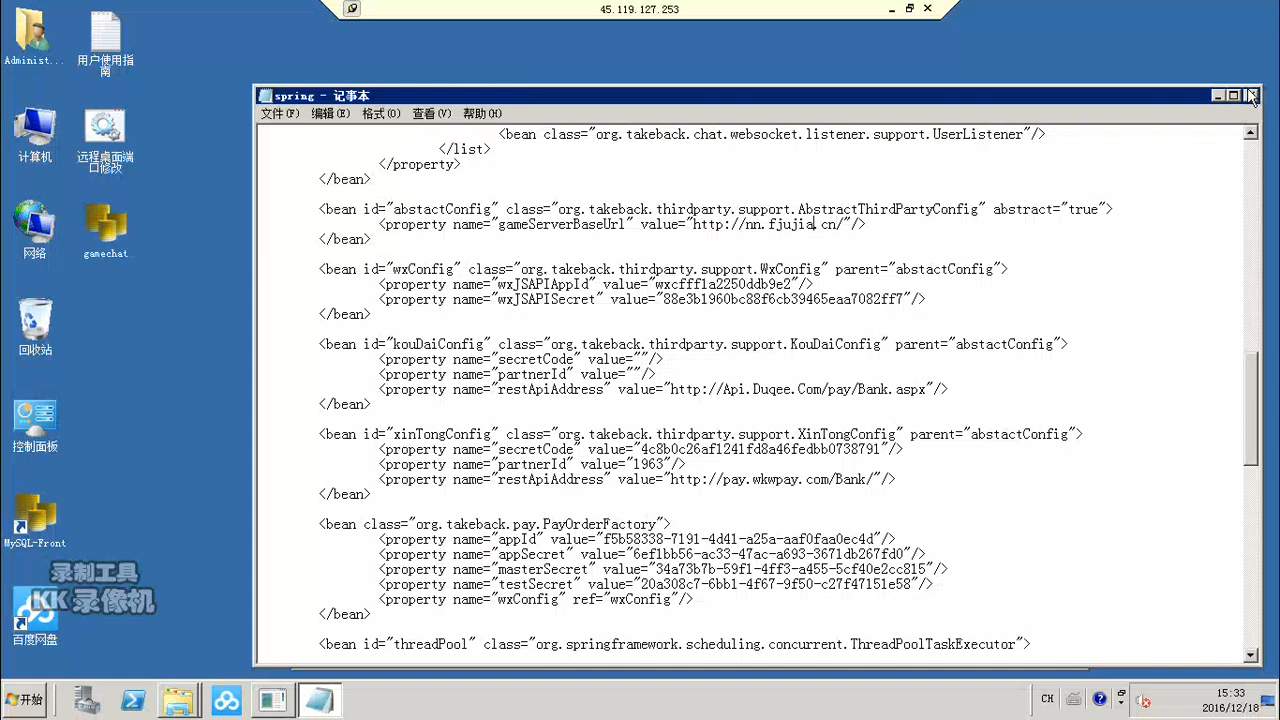 45.119.127.253
Administ...
用户使用指
南
计算机
远程桌面端
口修改
网络
gamechat
回收站
控制面板
MySQL-Front
录制工具
KK 录像机
百度网盘
spring - 记事本
文件(F) 编辑(E) 格式(O) 查看(V) 帮助(H)
<bean class="org.takeback.chat.websocket.listener.support.UserListener"/>
</list>
</property>
</bean>
<bean id="abstactConfig" class="org.takeback.thirdparty.support.AbstractThirdPartyConfig" abstract="true">
<property name="gameServerBaseUrl" value="http://nn.fjujia.cn/"/>
</bean>
<bean id="wxConfig" class="org.takeback.thirdparty.support.WxConfig" parent="abstactConfig">
<property name="wxJSAPIAppId" value="wxcfff1a2250ddb9e2"/>
<property name="wxJSAPISecret" value="88e3b1960bc88f6cb39465eaa7082ff7"/>
</bean>
<bean id="kouDaiConfig" class="org.takeback.thirdparty.support.KouDaiConfig" parent="abstactConfig">
<property name="secretCode" value=""/>
<property name="partnerId" value=""/>
<property name="restApiAddress" value="http://Api.Duqee.Com/pay/Bank.aspx"/>
</bean>
<bean id="xinTongConfig" class="org.takeback.thirdparty.support.XinTongConfig" parent="abstactConfig">
<property name="secretCode" value="4c8b0c26af1241fd8a46fedbb0738791"/>
<property name="partnerId" value="1963"/>
<property name="restApiAddress" value="http://pay.wkwpay.com/Bank/"/>
</bean>
<bean class="org.takeback.pay.PayOrderFactory">
<property name="appId" value="f5b58338-7191-4d41-a2ba-aaf0faa0ec4d"/>
<property name="appSecret" value="6ef1bb56-ac33-47ac-a693-3671db267fd0"/>
<property name="masterSecret" value="34a73b7b-59f1-4ff3-9455-5cf40e2cc815"/>
<property name="testSecret" value="20a308c7-6bb1-4f67-9f50-c27f47151e58"/>
<property name="wxConfig" ref="wxConfig"/>
</bean>
<bean id="threadPool" class="org.springframework.scheduling.concurrent.ThreadPoolTaskExecutor">
开始
CH
15:33
2016/12/18